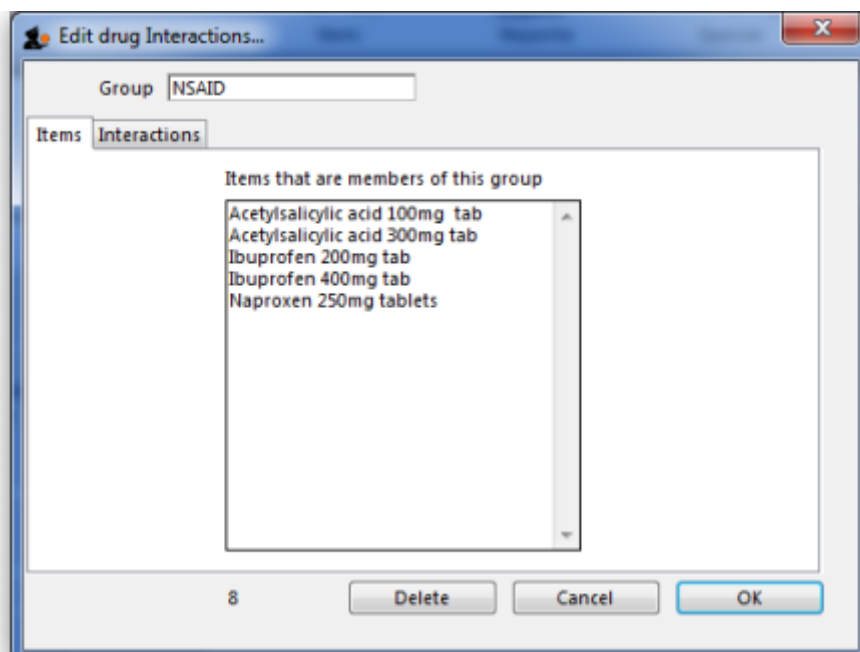 Edit drug Interactions...
Group NSAID
Items Interactions
Items that are members of this group
Acetylsalicylic acid 100mg  tab
Acetylsalicylic acid 300mg tab
Ibuprofen 200mg tab
Ibuprofen 400mg tab
Naproxen 250mg tablets
8 Delete Cancel OK